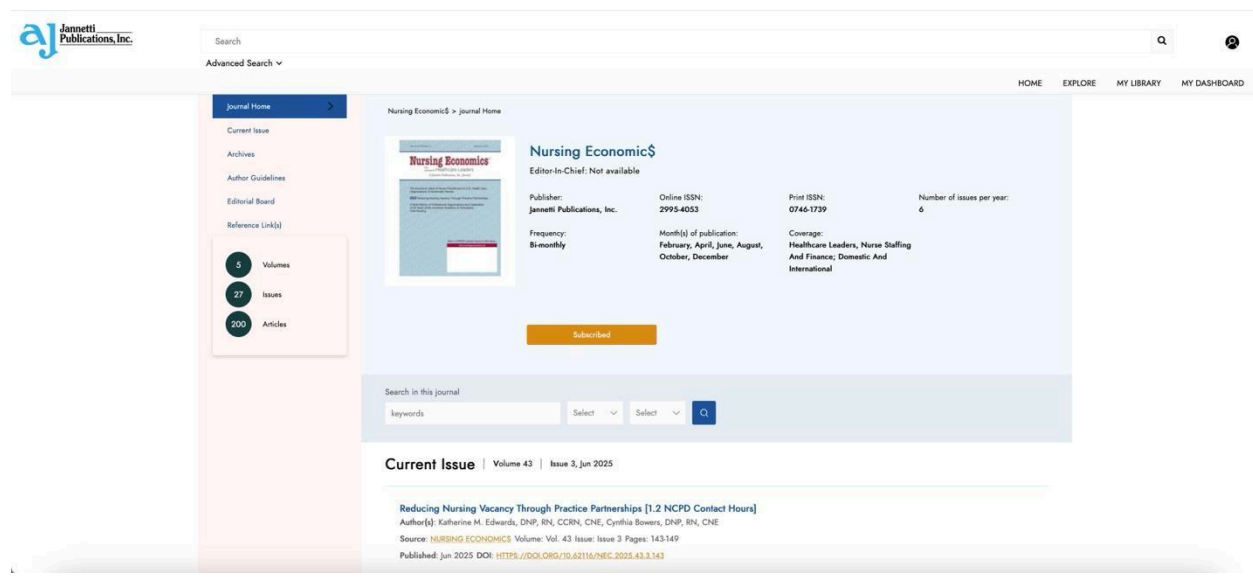 Jannetti
Publications, Inc.
Search
Advanced Search
HOME EXPLORE MY LIBRARY MY DASHBOARD
Journal Home
Current Issue
Archives
Author Guidelines
Editorial Board
Reference Link(s)
5 Volumes
27 Issues
200 Articles
Nursing Economic$ > journal Home
Nursing Economics
Nursing Economic$
Editor-In-Chief: Not available
Publisher:
Jannetti Publications, Inc.
Online ISSN:
2995-4053
Print ISSN:
0746-1739
Number of issues per year:
6
Frequency:
Bi-monthly
Month(s) of publication:
February, April, June, August,
October, December
Coverage:
Healthcare Leaders, Nurse Staffing
And Finance; Domestic And
International
Subscribed
Search in this journal
keywords
Select
Select
Current Issue | Volume 43 | Issue 3, Jun 2025
Reducing Nursing Vacancy Through Practice Partnerships [1.2 NCPD Contact Hours]
Author(s): Katherine M. Edwards, DNP, RN, CCRN, CNE, Cynthia Bowers, DNP, RN, CNE
Source: NURSING ECONOMICS Volume: Vol. 43 Issue: Issue 3 Pages: 143-149
Published: Jun 2025 DOI: HTTPS://DOI.ORG/10.62116/NEC.2025.43.3.143